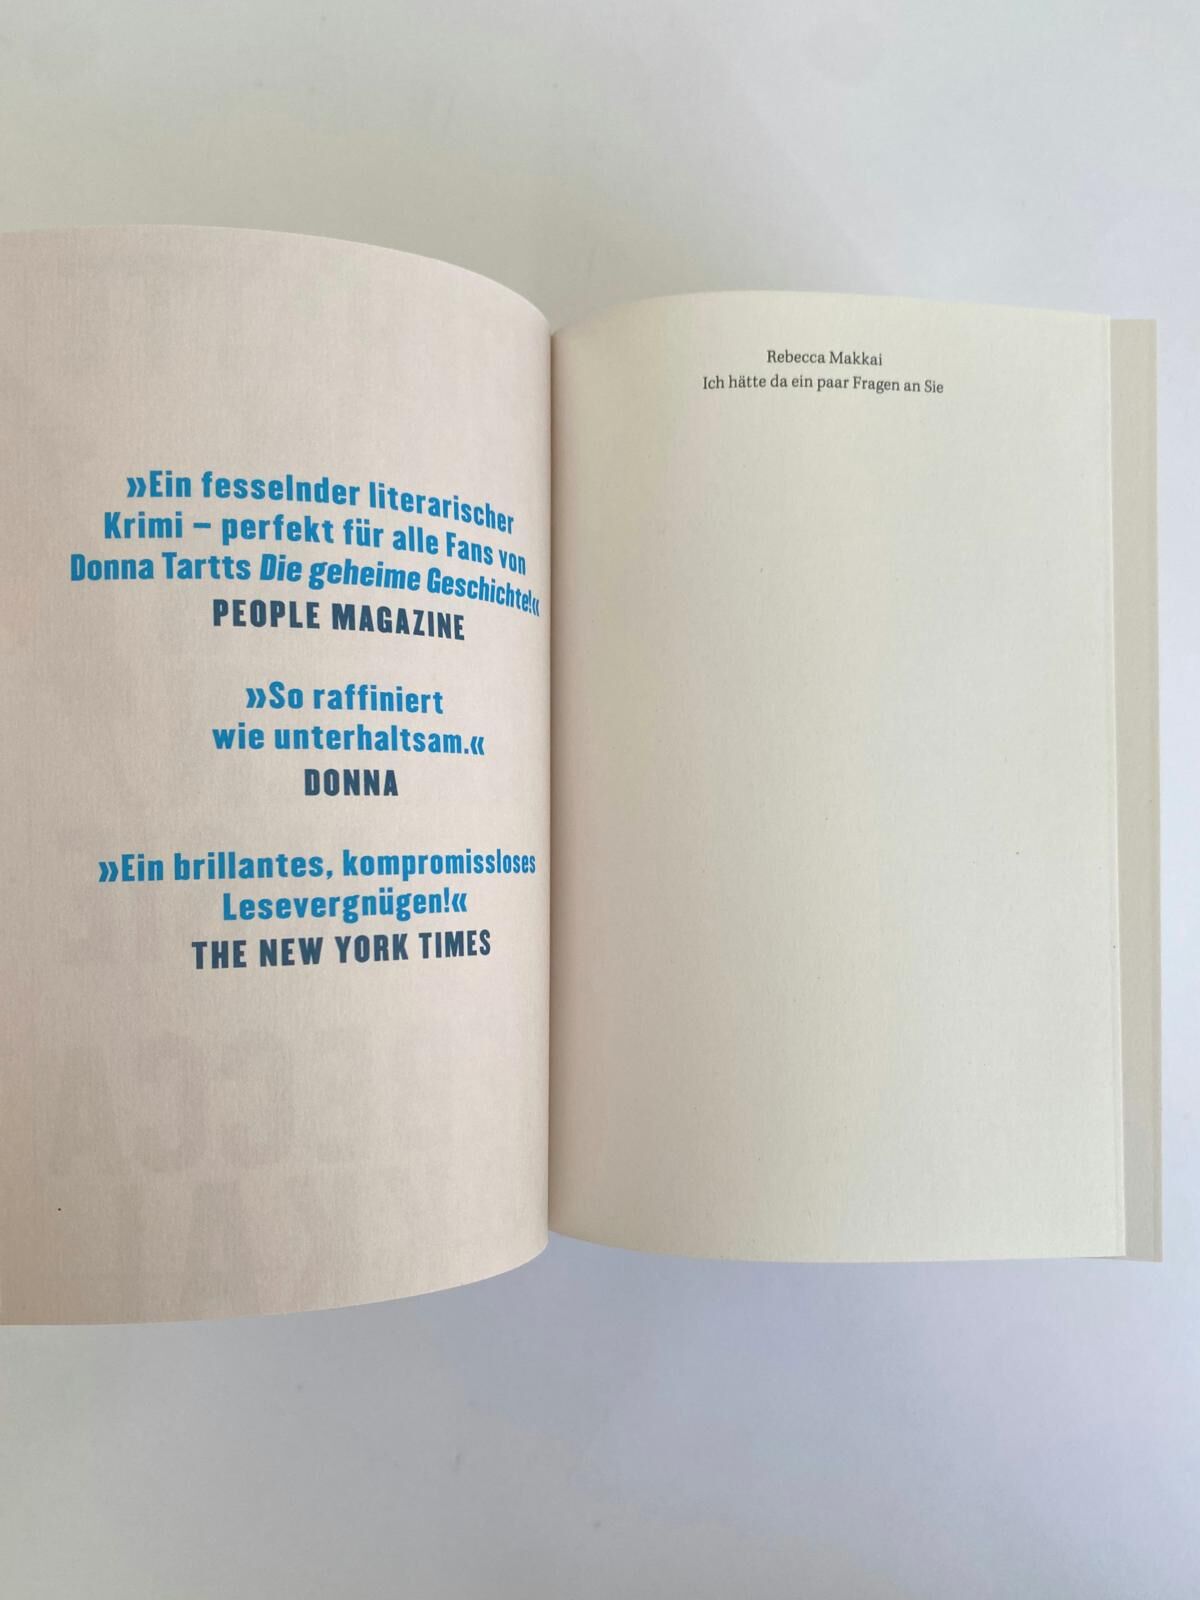 »Ein fesselnder literarischer
Krimi – perfekt für alle Fans von
Donna Tartts Die geheime Geschichte!«
PEOPLE MAGAZINE
»So raffiniert
wie unterhaltsam.«
DONNA
»Ein brillantes, kompromissloses
Lesevergnügen!«
THE NEW YORK TIMES
Rebecca Makkai
Ich hätte da ein paar Fragen an Sie